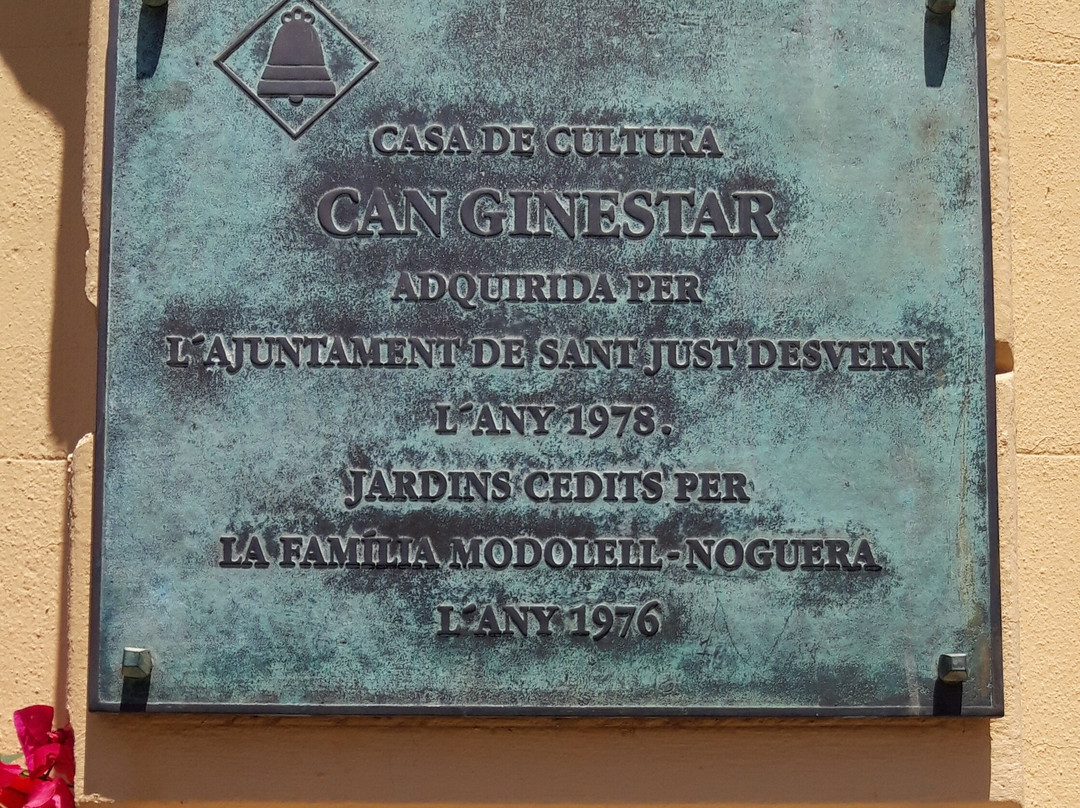 CASA DE CULTURA
CAN GINESTAR
ADQUIRIDA PER
L´AJUNTAMENT DE SANT JUST DESVERN
L´ANY 1978.
JARDINS CEDITS PER
LA FAMÍLIA MODOLELL-NOGUERA
L´ANY 1976